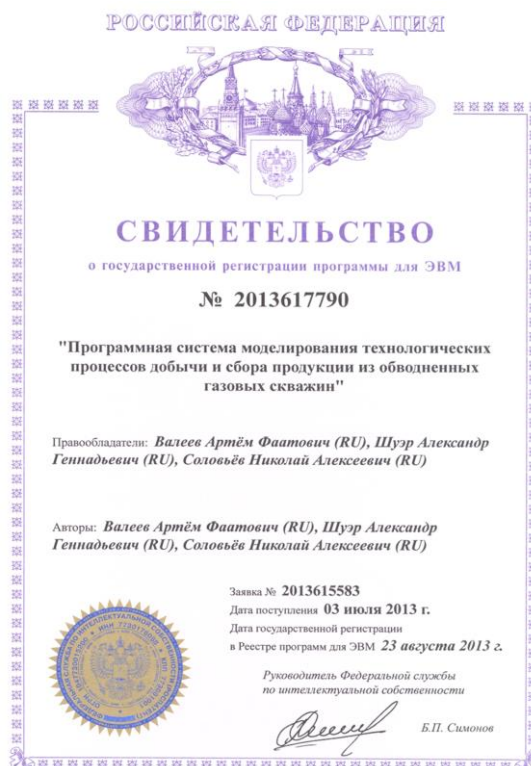 РОССИЙСКАЯ ФЕДЕРАЦИЯ
СВИДЕТЕЛЬСТВО
о государственной регистрации программы для ЭВМ
№ 2013617790
"Программная система моделирования технологических
процессов добычи и сбора продукции из обводненных
газовых скважин"
Правообладатели: Валеев Артём Фаатович (RU), Шуэр Александр
Геннадьевич (RU), Соловьёв Николай Алексеевич (RU)
Авторы: Валеев Артём Фаатович (RU), Шуэр Александр
Геннадьевич (RU), Соловьёв Николай Алексеевич (RU)
Заявка № 2013615583
Дата поступления 03 июля 2013 г.
Дата государственной регистрации
в Реестре программ для ЭВМ 23 августа 2013 г.
Руководитель Федеральной службы
по интеллектуальной собственности
Б.П. Симонов